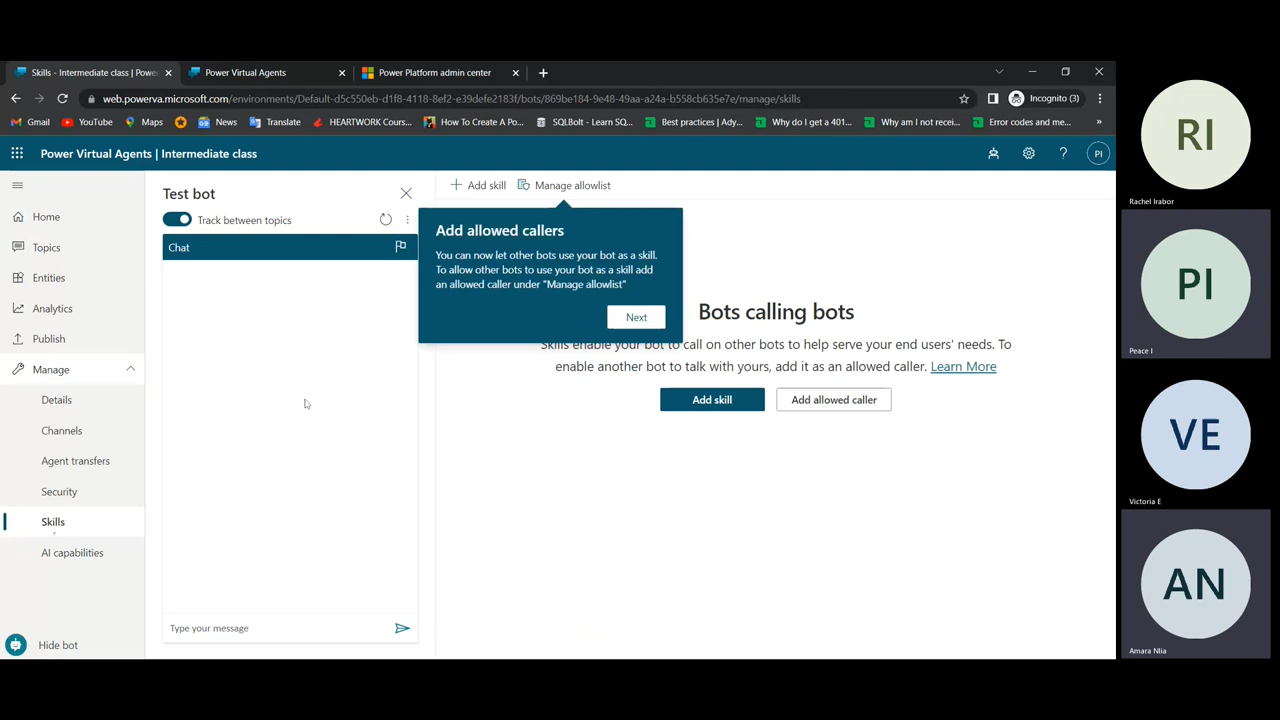 Skills - Intermediate class | Powe
Power Virtual Agents
Power Platform admin center
web.powerva.microsoft.com/environments/Default-d5c550eb-d1f8-4118-8ef2-e39defe2183f/bots/869be184-9e48-49aa-a24a-b558cb635e7e/manage/skills
Incognito (3)
Gmail
YouTube
Maps
News
Translate
HEARTWORK Cours...
How To Create A Po...
SQLBolt - Learn SQ...
Best practices | Ady...
Why do I get a 401...
Why am I not recei...
Error codes and me...
»
Power Virtual Agents | Intermediate class
PI
Home
Topics
Entities
Analytics
Publish
Manage
Details
Channels
Agent transfers
Security
Skills
AI capabilities
Hide bot
Test bot
Track between topics
Chat
Type your message
Add skill
Manage allowlist
Add allowed callers
You can now let other bots use your bot as a skill.
To allow other bots to use your bot as a skill add
an allowed caller under "Manage allowlist"
Next
Bots calling bots
Skills enable your bot to call on other bots to help serve your end users' needs. To
enable another bot to talk with yours, add it as an allowed caller. Learn More
Add skill
Add allowed caller
RI
Rachel Irabor
PI
Peace I
VE
Victoria E
AN
Amara Nlia